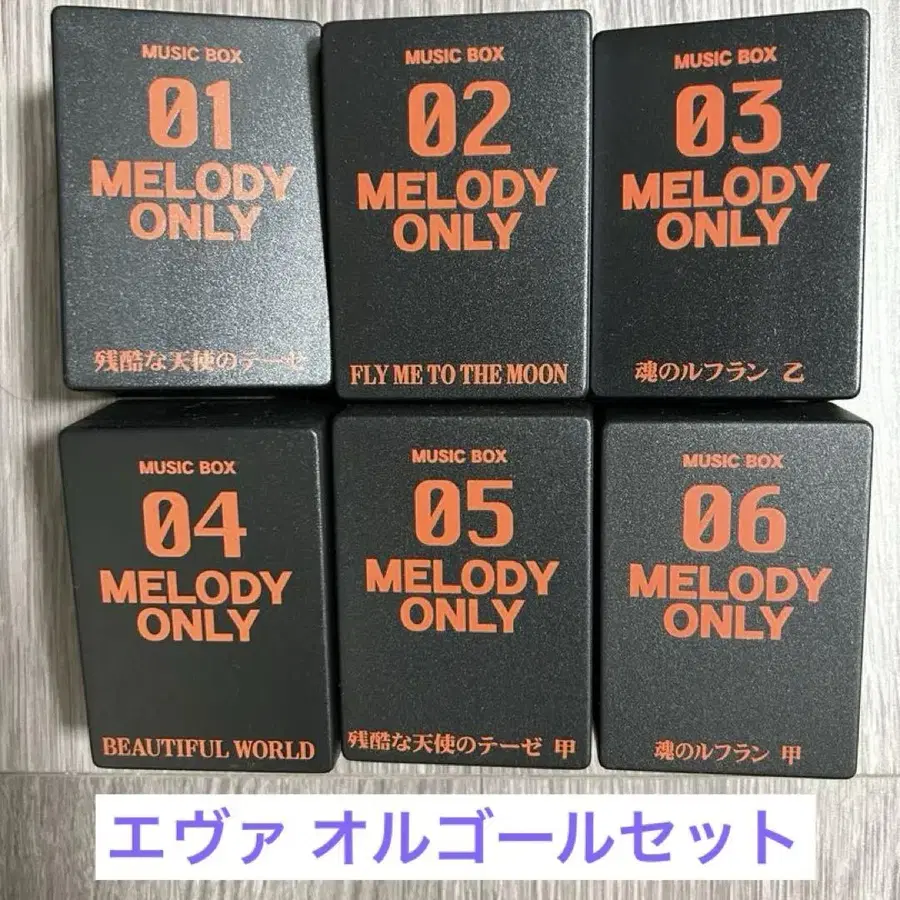 MUSIC BOX
01
MELODY
ONLY
残酷な天使のテーゼ
MUSIC BOX
02
MELODY
ONLY
FLY ME TO THE MOON
MUSIC BOX
03
MELODY
ONLY
魂のルフラン 乙
MUSIC BOX
04
MELODY
ONLY
BEAUTIFUL WORLD
MUSIC BOX
05
MELODY
ONLY
残酷な天使のテーゼ 甲
MUSIC BOX
06
MELODY
ONLY
魂のルフラン 甲
エヴァ オルゴールセット